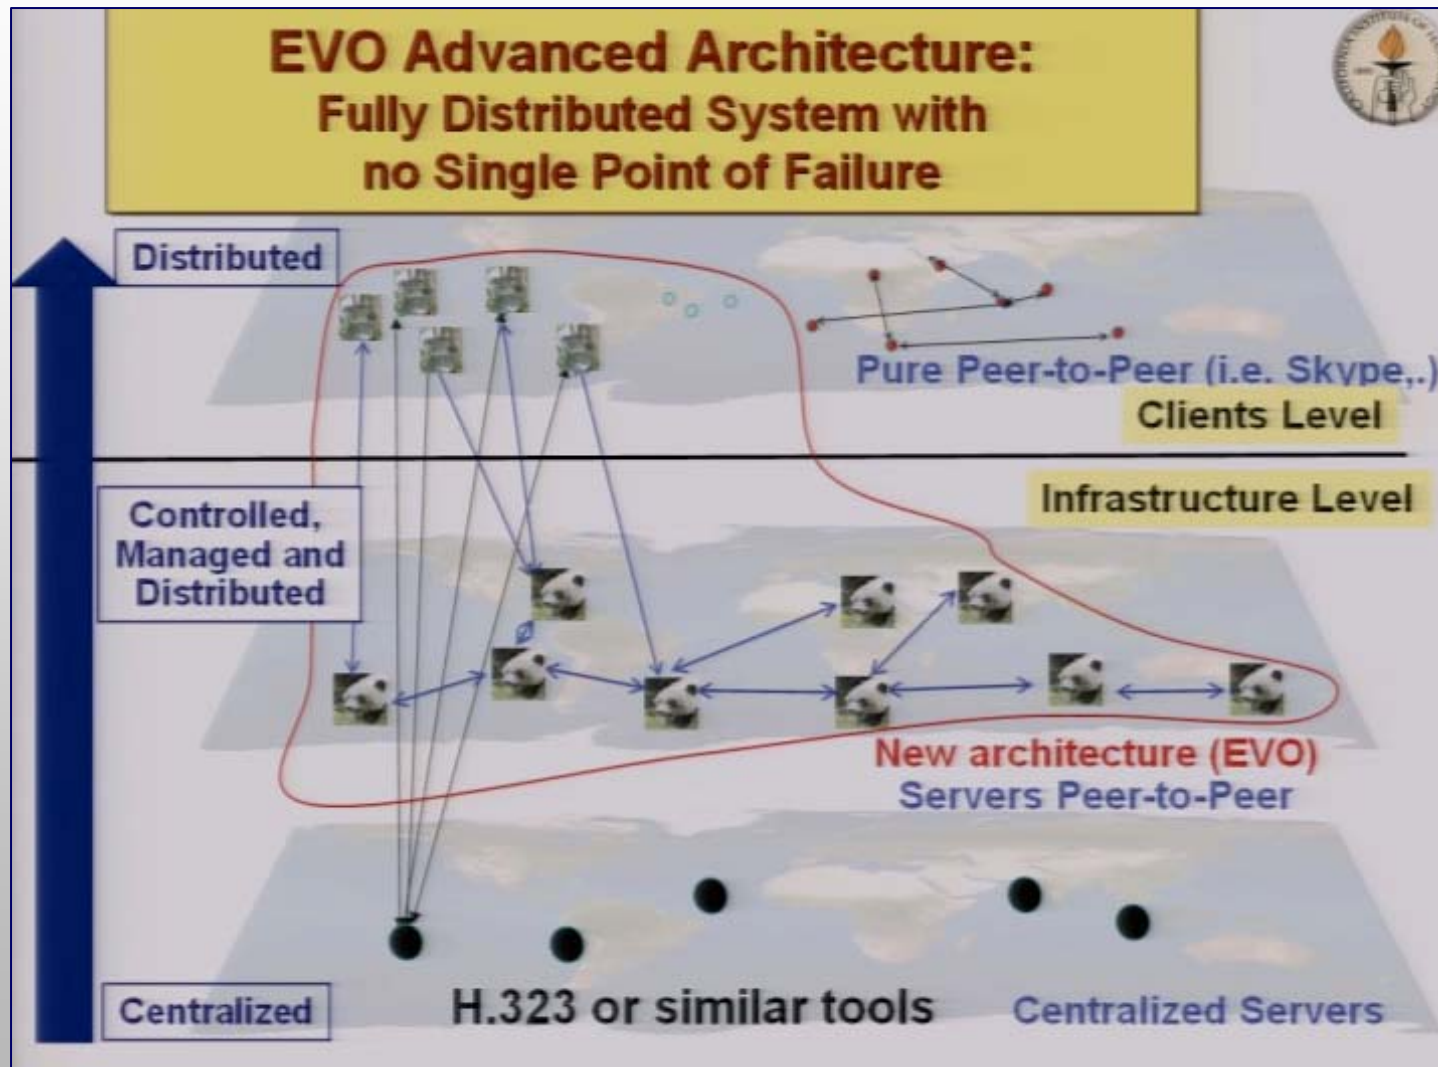 EVO Advanced Architecture:
Fully Distributed System with
no Single Point of Failure
Distributed
Pure Peer-to-Peer (i.e. Skype,.)
Clients Level
Infrastructure Level
Controlled,
Managed and
Distributed
New architecture (EVO)
Servers Peer-to-Peer
Centralized
H.323 or similar tools
Centralized Servers